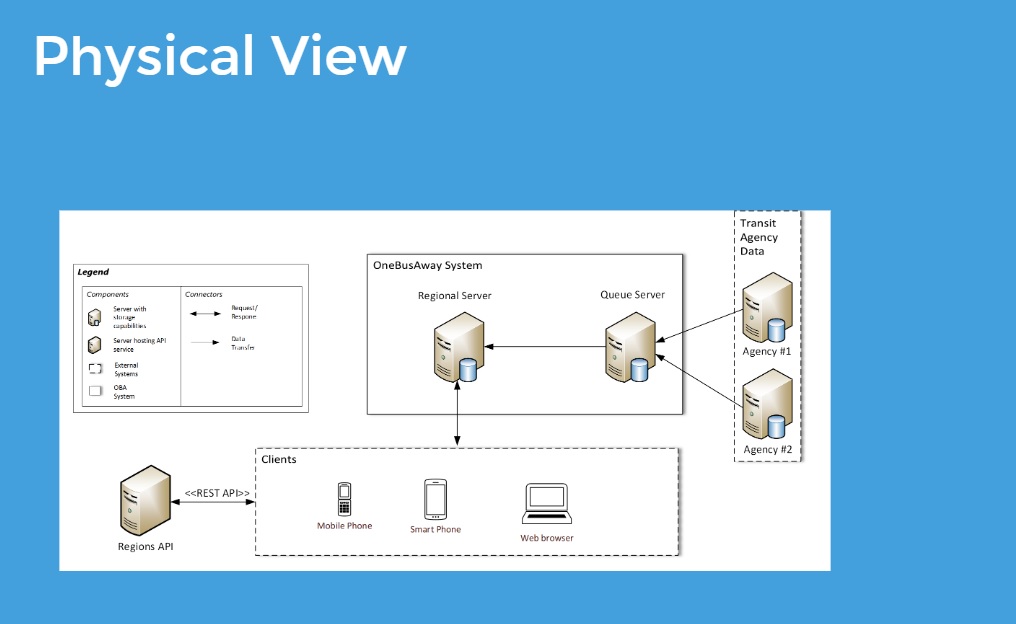 Physical View
Transit
Agency
Data
Legend
Components
Connectors
Server with
storage
capabilities
Server hosting API
service
External
Systems
OBA
System
Request/
Respone
Data
Transfer
OneBusAway System
Regional Server
Queue Server
Agency #1
Agency #2
Clients
<<REST API>>
Mobile Phone
Smart Phone
Web browser
Regions API